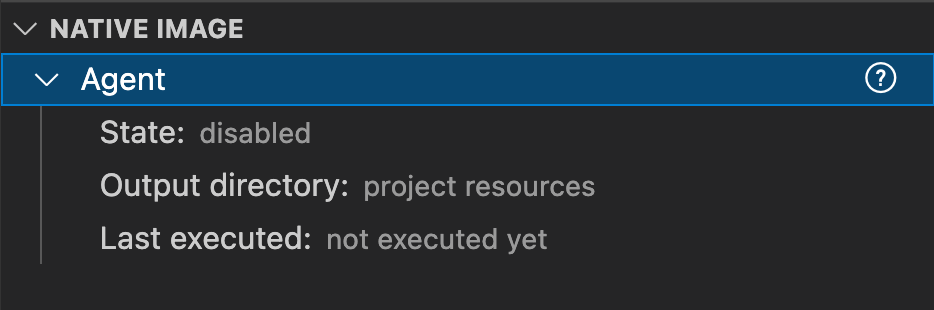 NATIVE IMAGE
Agent ?
State: disabled
Output directory: project resources
Last executed: not executed yet